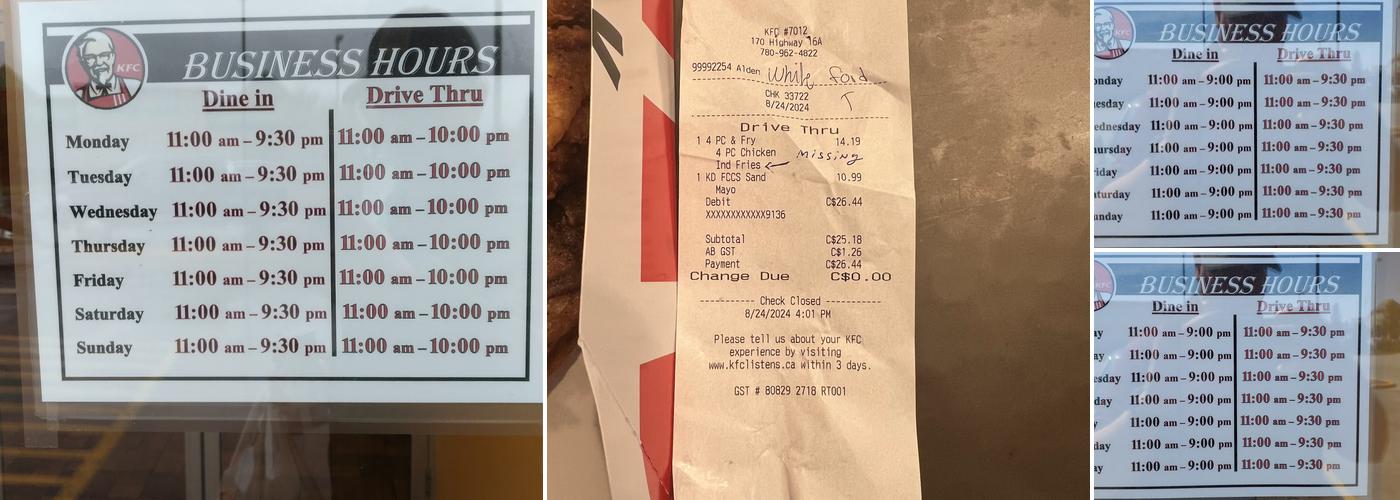 KFC
BUSINESS HOURS
Dine in Drive Thru
Monday 11:00 am – 9:30 pm 11:00 am – 10:00 pm
Tuesday 11:00 am – 9:30 pm 11:00 am – 10:00 pm
Wednesday 11:00 am – 9:30 pm 11:00 am – 10:00 pm
Thursday 11:00 am – 9:30 pm 11:00 am – 10:00 pm
Friday 11:00 am – 9:30 pm 11:00 am – 10:00 pm
Saturday 11:00 am – 9:30 pm 11:00 am – 10:00 pm
Sunday 11:00 am – 9:30 pm 11:00 am – 10:00 pm
KFC #7012
170 Highway 16A
780-962-4822
99992254 Alden White Ford
CHK 33722
8/24/2024 T
Drive Thru
1 4 PC & Fry 14.19
4 PC Chicken Missing
Ind Fries
1 KD FCCS Sand 10.99
Mayo
Debit C$26.44
XXXXXXXXXXXX9136
Subtotal C$25.18
AB GST C$1.26
Payment C$26.44
Change Due C$0.00
Check Closed
8/24/2024 4:01 PM
Please tell us about your KFC
experience by visiting
www.kfclistens.ca within 3 days.
GST # 80829 2718 RT001
KFC
BUSINESS HOURS
Dine in Drive Thru
onday 11:00 am – 9:00 pm 11:00 am – 9:30 pm
uesday 11:00 am – 9:00 pm 11:00 am – 9:30 pm
ednesday 11:00 am – 9:00 pm 11:00 am – 9:30 pm
ursday 11:00 am – 9:00 pm 11:00 am – 9:30 pm
riday 11:00 am – 9:00 pm 11:00 am – 9:30 pm
aturday 11:00 am – 9:00 pm 11:00 am – 9:30 pm
unday 11:00 am – 9:00 pm 11:00 am – 9:30 pm
KFC
BUSINESS HOURS
Dine in Drive Thru
ay 11:00 am – 9:00 pm 11:00 am – 9:30 pm
ay 11:00 am – 9:00 pm 11:00 am – 9:30 pm
esday 11:00 am – 9:00 pm 11:00 am – 9:30 pm
day 11:00 am – 9:00 pm 11:00 am – 9:30 pm
y 11:00 am – 9:00 pm 11:00 am – 9:30 pm
day 11:00 am – 9:00 pm 11:00 am – 9:30 pm
ay 11:00 am – 9:00 pm 11:00 am – 9:30 pm